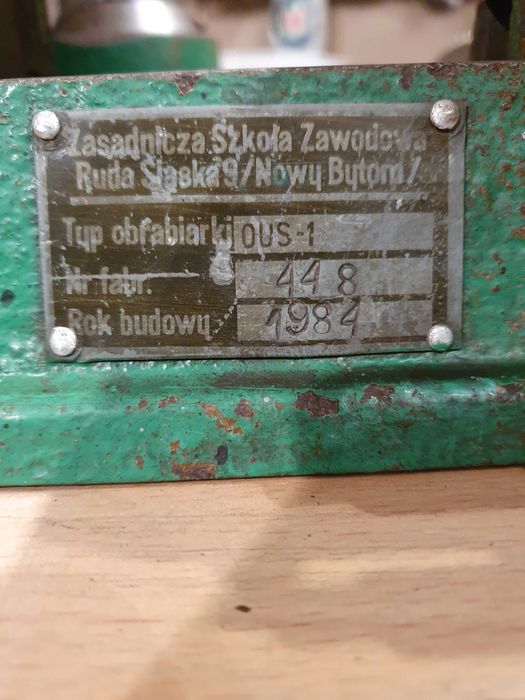 Zasadnicza Szkoła Zawodowa
Ruda Śląska 9/Nowy Bytom/
Typ obrabiarki OUS-1
Nr fabr. 448
Rok budowy 1984